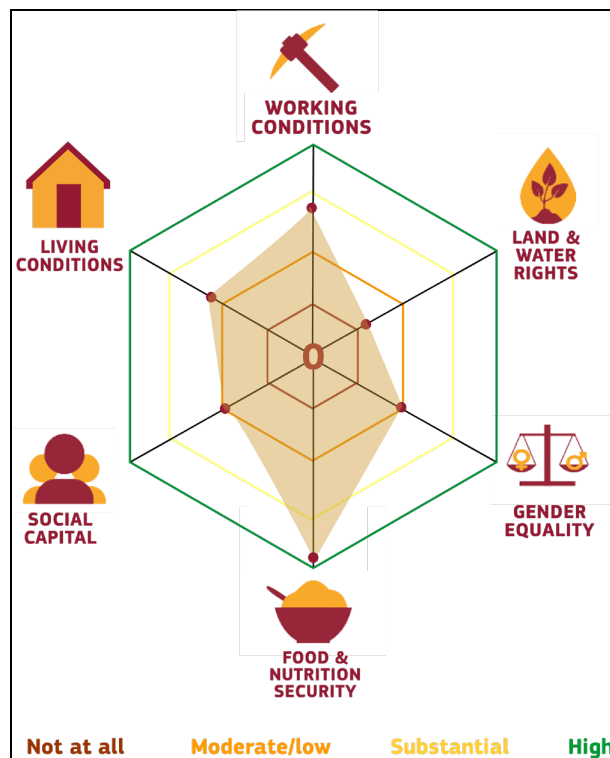 WORKING
CONDITIONS
LIVING
CONDITIONS
LAND &
WATER
RIGHTS
0
SOCIAL
CAPITAL
GENDER
EQUALITY
FOOD &
NUTRITION
SECURITY
Not at all Moderate/low Substantial High